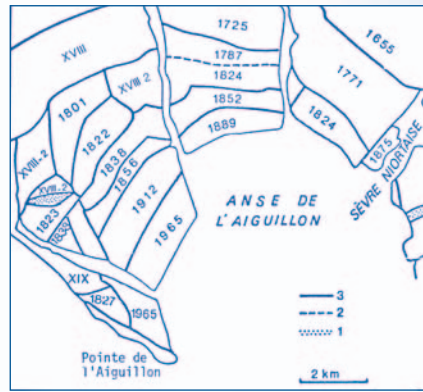 1725
1655
XVIII
1787
1771
XVIII-2
1824
1801
1852
1824
1822
1889
1875
XVIII-2
1838
SÈVRE NIORTAISE
1856
XVIII-2
1912
ANSE DE
L'AIGUILLON
1823
1838
1965
XIX
1827
1965
3
2
1
Pointe de
l'Aiguillon
2 km